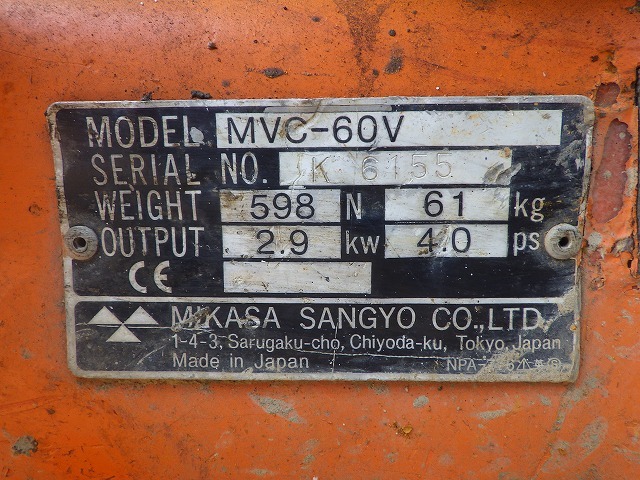 MODEL MVC-60V
SERIAL NO. K 6155
WEIGHT 598 N 61 kg
OUTPUT 2.9 kw 4.0 ps
CE
MIKASA SANGYO CO.,LTD.
1-4-3, Sarugaku-cho, Chiyoda-ku, Tokyo, Japan
Made in Japan